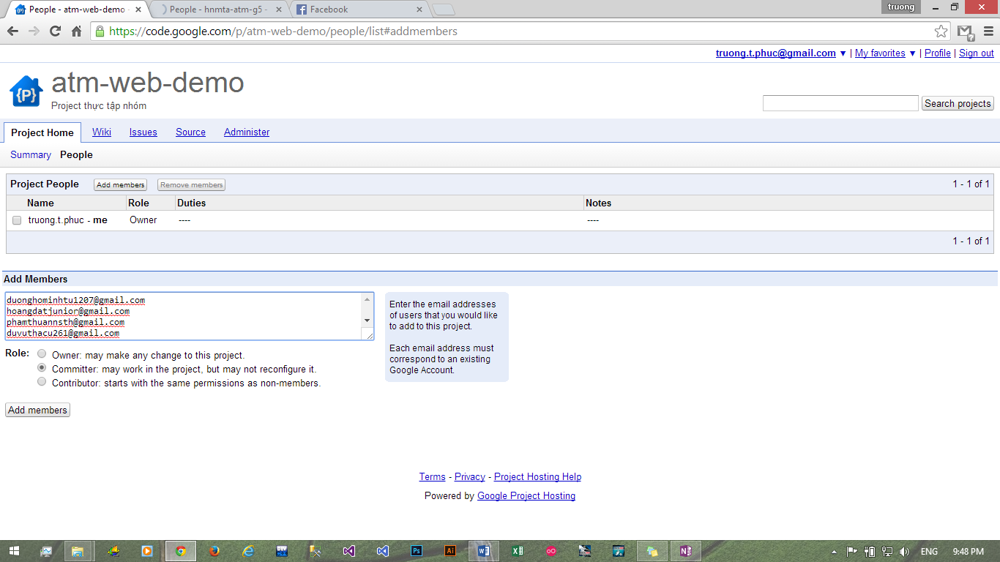 People - atm-web-demo -
People - hnmta-atm-g5 -
Facebook
truong
https://code.google.com/p/atm-web-demo/people/list#addmembers
truong.t.phuc@gmail.com ▼ | My favorites ▼ | Profile | Sign out
atm-web-demo
Project thực tập nhóm
Search projects
Project Home Wiki Issues Source Administer
Summary People
Project People Add members Remove members 1 - 1 of 1
Name Role Duties Notes
truong.t.phuc - me Owner ---- ----
1 - 1 of 1
Add Members
duonghominhtu1207@gmail.com
hoangdatjunior@gmail.com
phamthuannsth@gmail.com
duvuthacu261@gmail.com
Enter the email addresses
of users that you would like
to add to this project.
Each email address must
correspond to an existing
Google Account.
Role: Owner: may make any change to this project.
Committer: may work in the project, but may not reconfigure it.
Contributor: starts with the same permissions as non-members.
Add members
Terms - Privacy - Project Hosting Help
Powered by Google Project Hosting
ENG 9:48 PM